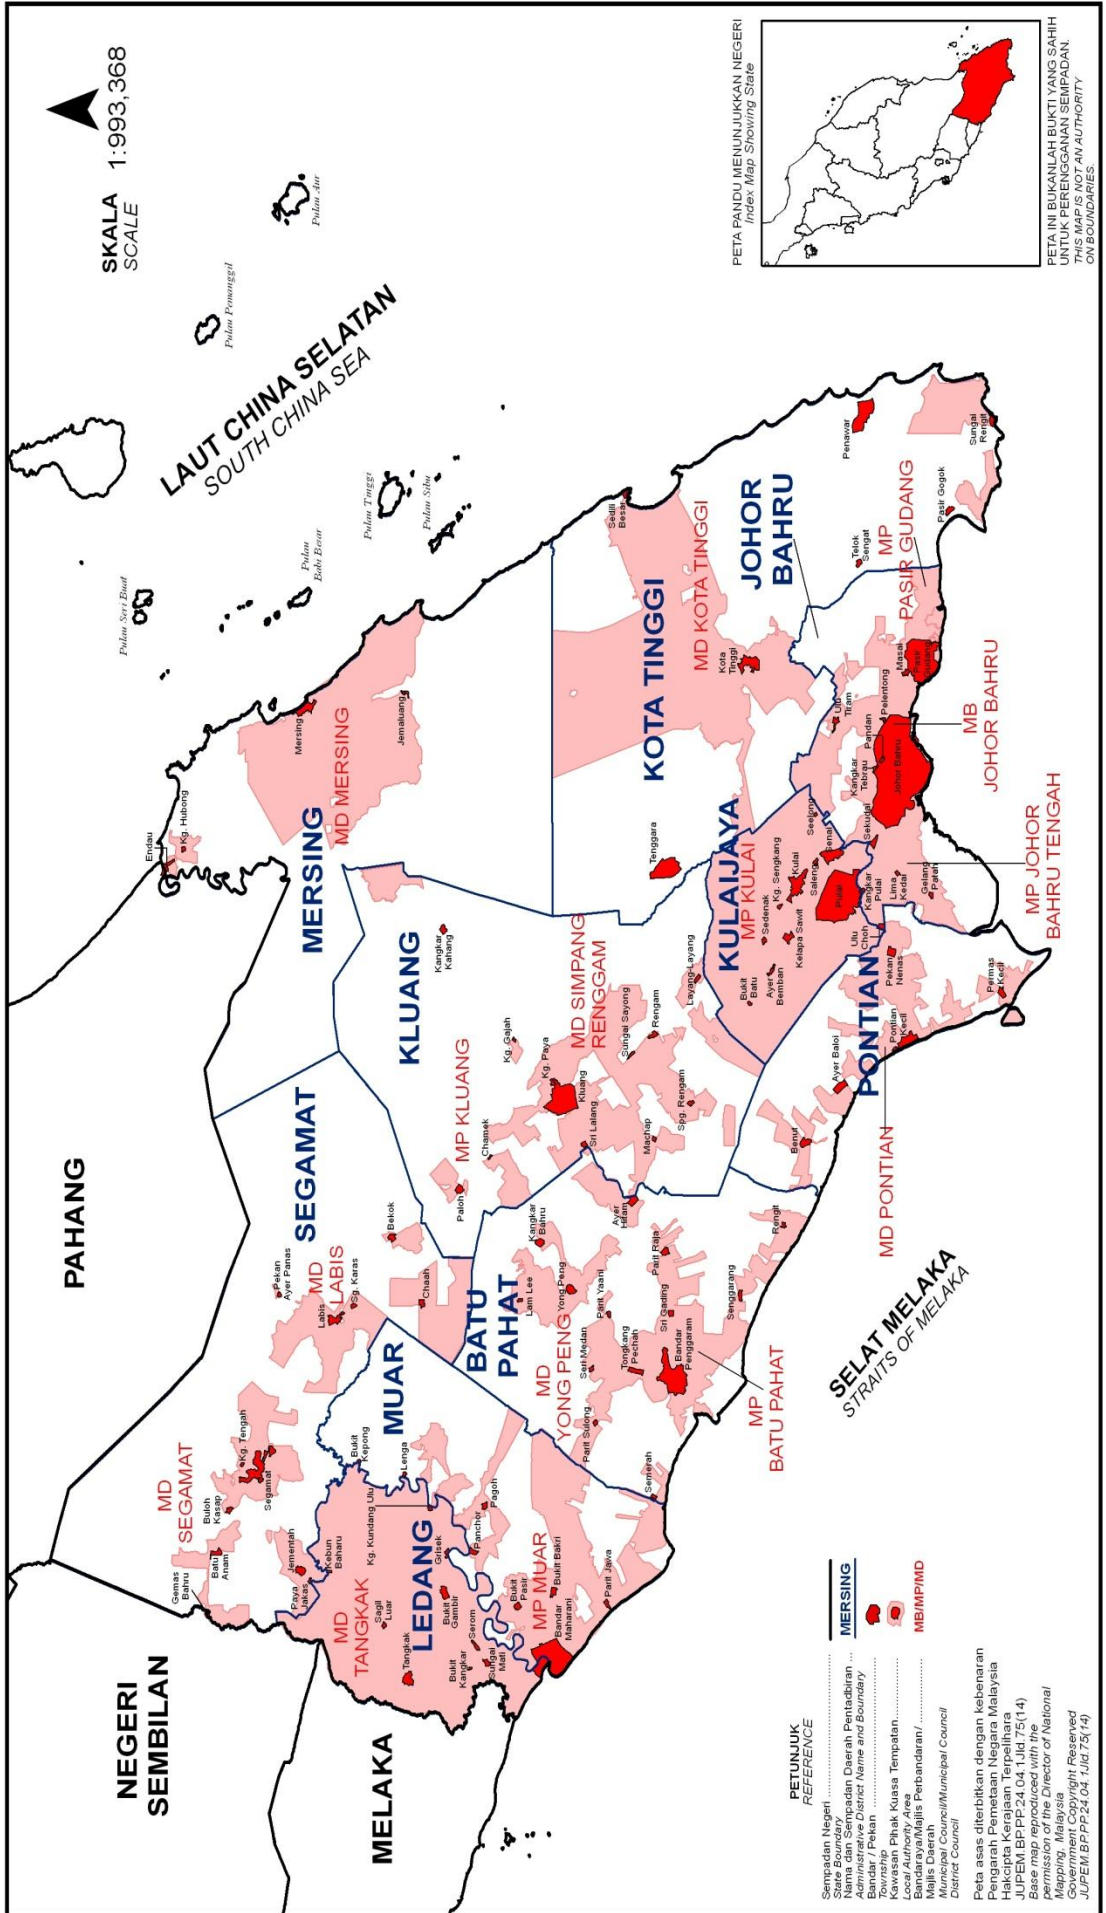 SKALA 1:993,368
SCALE
PAHANG
NEGERI
SEMBILAN
MELAKA
LAUT CHINA SELATAN
SOUTH CHINA SEA
SELAT MELAKA
STRAITS OF MELAKA
Pulau Aur
Pulau Pemanggil
Pulau Tinggi
Pulau Sibu
Pulau
Babi Besar
Pulau Seri Buat
SEGAMAT
MD
SEGAMAT
Gemas
Bahru
Batu
Anam
Buloh
Kasap
Kg. Tengah
Segamat
Jementah
Paya
Jakas
Kebun
Baharu
Pekan
Ayer Panas
MD
LABIS
Labis
Sg. Karas
Bekok
Chaah
LEDANG
MD
TANGKAK
Tangkak
Sagil
Luar
Bukit
Gambir
Serom
Bukit
Kangkar
Sungai
Mati
Grisek
Kg. Kundang Ulu
MUAR
MP MUAR
Bukit
Kepong
Lenga
Pagoh
Panchor
Bukit
Pasir
Bukit Bakri
Bandar
Maharani
Parit Jawa
BATU
PAHAT
MD
YONG PENG
Semerah
Parit Sulong
Seri Medan
Tongkang
Pechah
Bandar
Penggaram
Sri Gading
Parit Yaani
Yong Peng
Lam Lee
Kangkar
Bahru
Parit Raja
Ayer
Hitam
Senggarang
Rengit
MP
BATU PAHAT
KLUANG
MP KLUANG
Paloh
Chamek
Kg. Gajah
Kg. Paya
Kluang
Sri Lalang
Machap
Kangkar
Kahang
MD SIMPANG
RENGGAM
Sungai Sayong
Rengam
Spg. Rengam
Layang-Layang
MERSING
MD MERSING
Endau
Kg. Hubong
Mersing
Jemaluang
KOTA TINGGI
MD KOTA TINGGI
Sedili
Besar
Kota
Tinggi
Tenggara
Telok
Sengat
Penawar
Pasir Gogok
Sungai
Rengit
KULAIJAYA
MP KULAI
Bukit
Batu
Ayer
Bemban
Sedenak
Kelapa Sawit
Kg. Sengkang
Kulai
Saleng
Senai
Seelong
PONTIAN
MD PONTIAN
Benut
Ayer Baloi
Pontian
Kecil
Pekan
Nenas
Permas
Kecil
JOHOR
BAHRU
Ulu
Choh
Pulai
Kangkar
Pulai
Lima
Kedai
Gelang
Patah
Sekudai
Kangkar
Tebrau
Pandan
Johor Bahru
Pelentong
Ulu
Tiram
Masai
Pasir
Gudang
MP JOHOR
BAHRU TENGAH
MB
JOHOR BAHRU
MP
PASIR GUDANG
PETUNJUK
REFERENCE
Sempadan Negeri
State Boundary
Nama dan Sempadan Daerah Pentadbiran ... MERSING
Administrative District Name and Boundary
Bandar / Pekan
Township
Kawasan Pihak Kuasa Tempatan
Local Authority Area
Bandaraya/Majlis Perbandaran/ MB/MP/MD
Majlis Daerah
Municipal Council/Municipal Council
District Council
Peta asas diterbitkan dengan kebenaran
Pengarah Pemetaan Negara Malaysia
Hakcipta Kerajaan Terpelihara
JUPEM.BP.PP.24.04.1Jld.75(14)
Base map reproduced with the
permission of the Director of National
Mapping, Malaysia
Government Copyright Reserved
JUPEM.BP.PP.24.04.1Jld.75(14)
PETA PANDU MENUNJUKKAN NEGERI
Index Map Showing State
PETA INI BUKANLAH BUKTI YANG SAHIH
UNTUK PERENGGANAN SEMPADAN.
THIS MAP IS NOT AN AUTHORITY
ON BOUNDARIES.